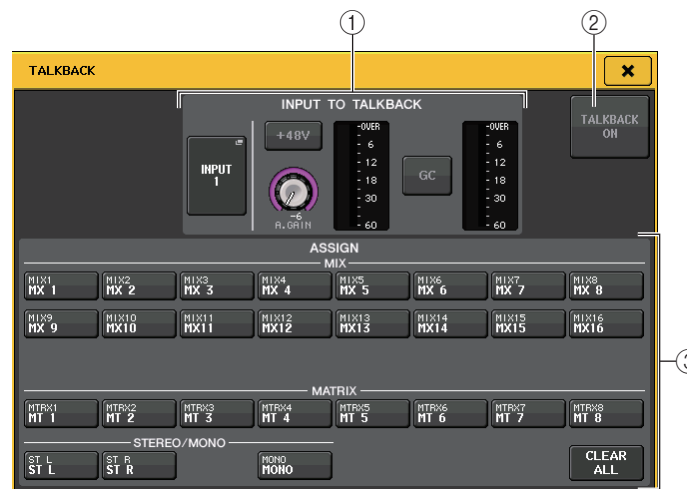 ① ②
TALKBACK ×
INPUT TO TALKBACK
TALKBACK
ON
INPUT
1
+48V
-6
A.GAIN
-OVER
- 6
- 12
- 18
- 30
- 60
GC
-OVER
- 6
- 12
- 18
- 30
- 60
ASSIGN
MIX
MIX1 MIX2 MIX3 MIX4 MIX5 MIX6 MIX7 MIX8
MX 1 MX 2 MX 3 MX 4 MX 5 MX 6 MX 7 MX 8
MIX9 MIX10 MIX11 MIX12 MIX13 MIX14 MIX15 MIX16
MX 9 MX10 MX11 MX12 MX13 MX14 MX15 MX16
③
MATRIX
MTRX1 MTRX2 MTRX3 MTRX4 MTRX5 MTRX6 MTRX7 MTRX8
MT 1 MT 2 MT 3 MT 4 MT 5 MT 6 MT 7 MT 8
STEREO/MONO
ST L ST R MONO
ST L ST R MONO
CLEAR
ALL